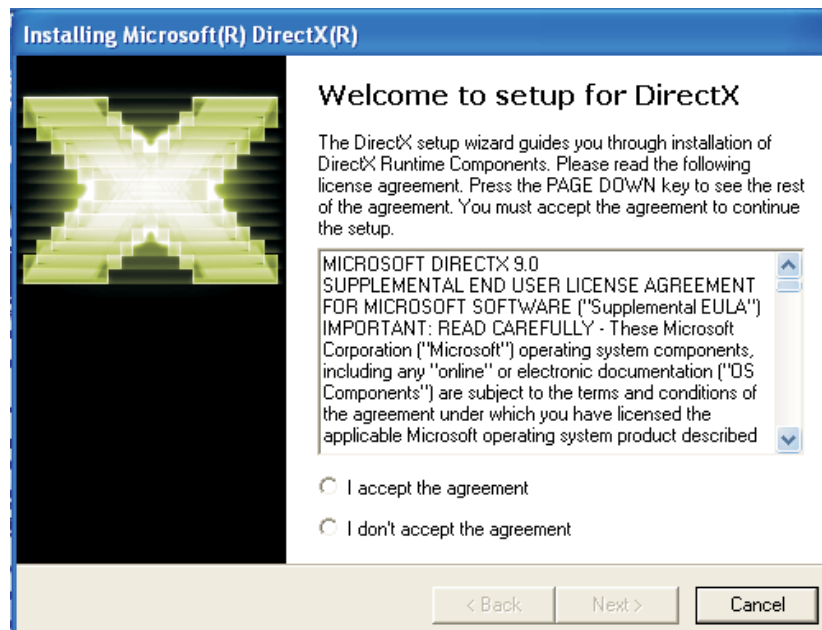 Installing Microsoft(R) DirectX(R)
Welcome to setup for DirectX
The DirectX setup wizard guides you through installation of
DirectX Runtime Components. Please read the following
license agreement. Press the PAGE DOWN key to see the rest
of the agreement. You must accept the agreement to continue
the setup.
MICROSOFT DIRECTX 9.0
SUPPLEMENTAL END USER LICENSE AGREEMENT
FOR MICROSOFT SOFTWARE ("Supplemental EULA")
IMPORTANT: READ CAREFULLY - These Microsoft
Corporation ("Microsoft") operating system components,
including any "online" or electronic documentation ("OS
Components") are subject to the terms and conditions of
the agreement under which you have licensed the
applicable Microsoft operating system product described
I accept the agreement
I don't accept the agreement
< Back
Next >
Cancel